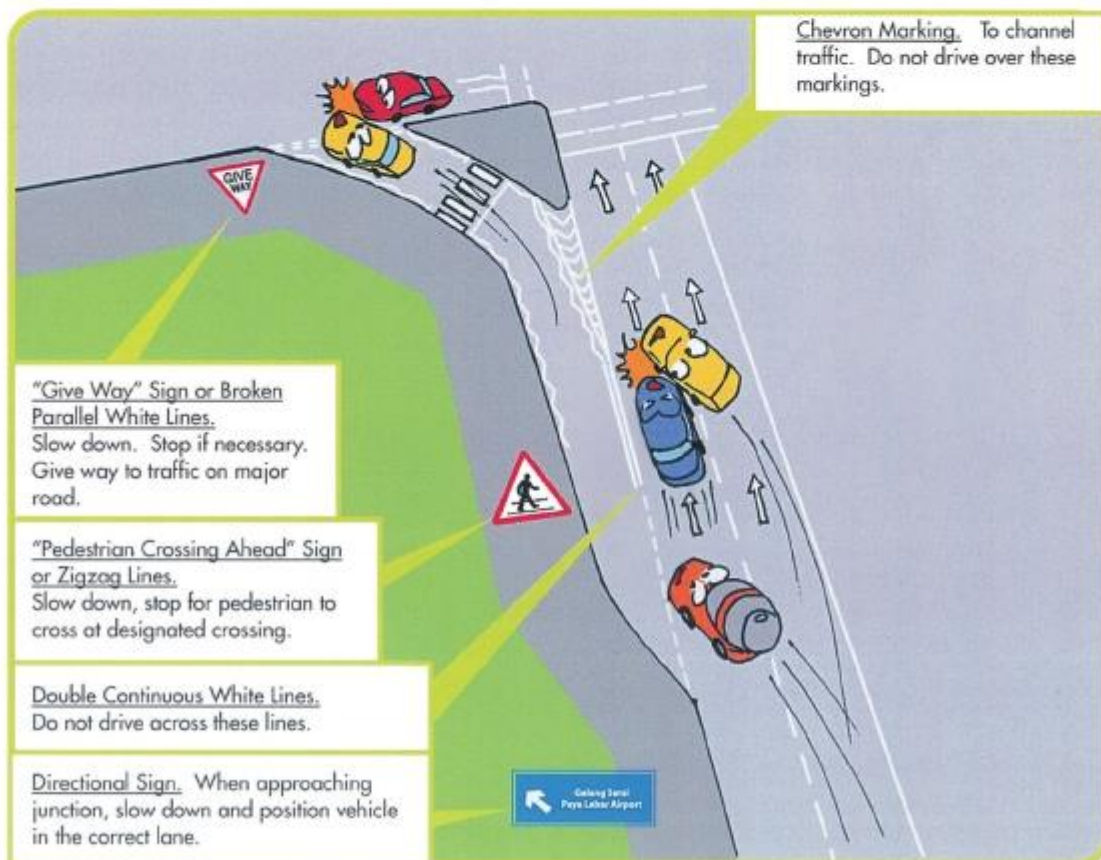 Chevron Marking. To channel
traffic. Do not drive over these
markings.
GIVE
WAY
"Give Way" Sign or Broken
Parallel White Lines.
Slow down. Stop if necessary.
Give way to traffic on major
road.
"Pedestrian Crossing Ahead" Sign
or Zigzag Lines.
Slow down, stop for pedestrian to
cross at designated crossing.
Double Continuous White Lines.
Do not drive across these lines.
Directional Sign. When approaching
junction, slow down and position vehicle
in the correct lane.
Geylang Serai
Paya Lebar Airport